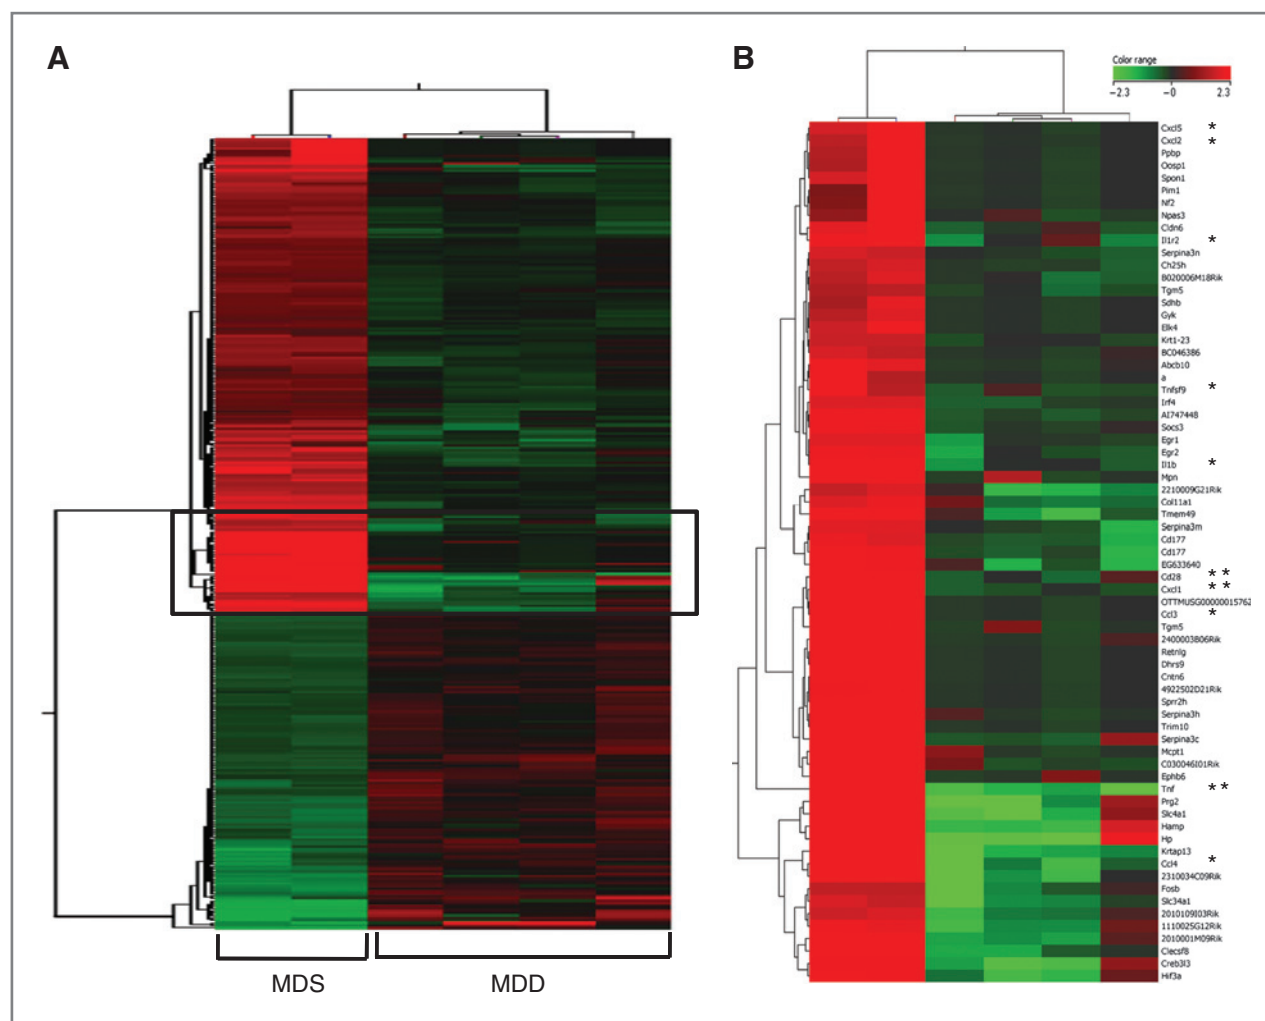 A
B
Color range
−2.3 −0 2.3
Cxcl5 *
Cxcl2 *
Ppbp
Oosp1
Spon1
Pim1
Nf2
Npas3
Cldn6
Il1r2 *
Serpina3n
Ch25h
B020006M18Rik
Tgm5
Sdhb
Gyk
Elk4
Krt1-23
BC046386
Abcb10
a
Tnfsf9 *
Irf4
AI747448
Socs3
Egr1
Egr2
Il1b *
Mpn
2210009G21Rik
Col11a1
Tmem49
Serpina3m
Cd177
Cd177
EG633640
Cd28 * *
Cxcl1 * *
OTTMUSG00000015762
Ccl3 *
Tgm5
2400003B06Rik
Retnlg
Dhrs9
Cntn6
4922502D21Rik
Sprr2h
Serpina3h
Trim10
Serpina3c
Mcpt1
C030046I01Rik
Ephb6
Tnf * *
Prg2
Slc4a1
Hamp
Hp
Krtap13
Ccl4 *
2310034C09Rik
Fosb
Slc34a1
2010109I03Rik
1110025G12Rik
2010001M09Rik
Clecsf8
Creb3l3
Hif3a
MDS MDD